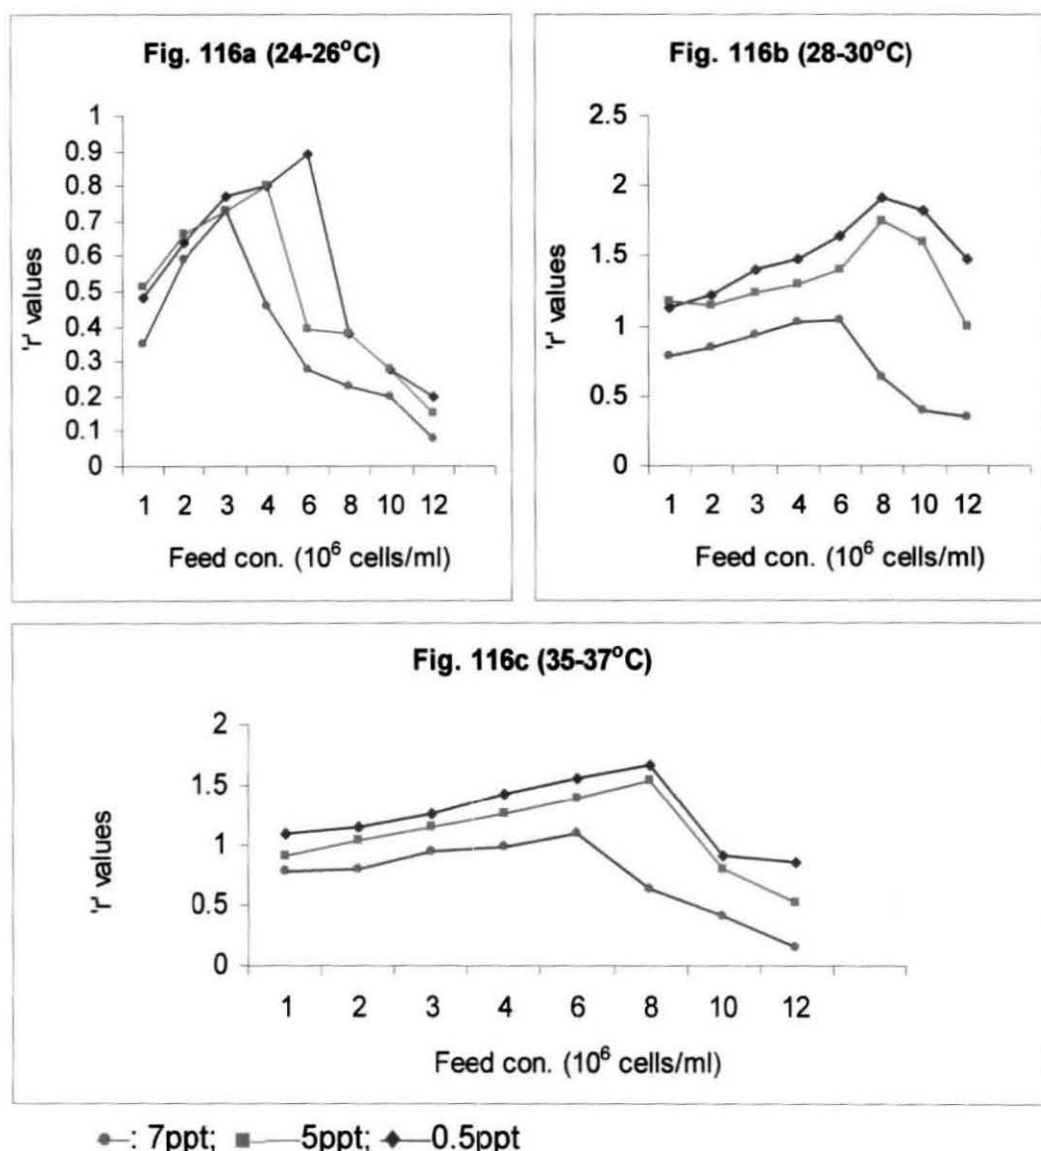 Fig. 116a (24-26°C)
1
0.9
0.8
0.7
0.6
0.5
0.4
0.3
0.2
0.1
0
'r' values
1 2 3 4 6 8 10 12
Feed con. (10⁶ cells/ml)
Fig. 116b (28-30°C)
2.5
2
1.5
1
0.5
0
'r' values
1 2 3 4 6 8 10 12
Feed con. (10⁶ cells/ml)
Fig. 116c (35-37°C)
2
1.5
1
0.5
0
'r' values
1 2 3 4 6 8 10 12
Feed con. (10⁶ cells/ml)
: 7ppt; 5ppt; 0.5ppt